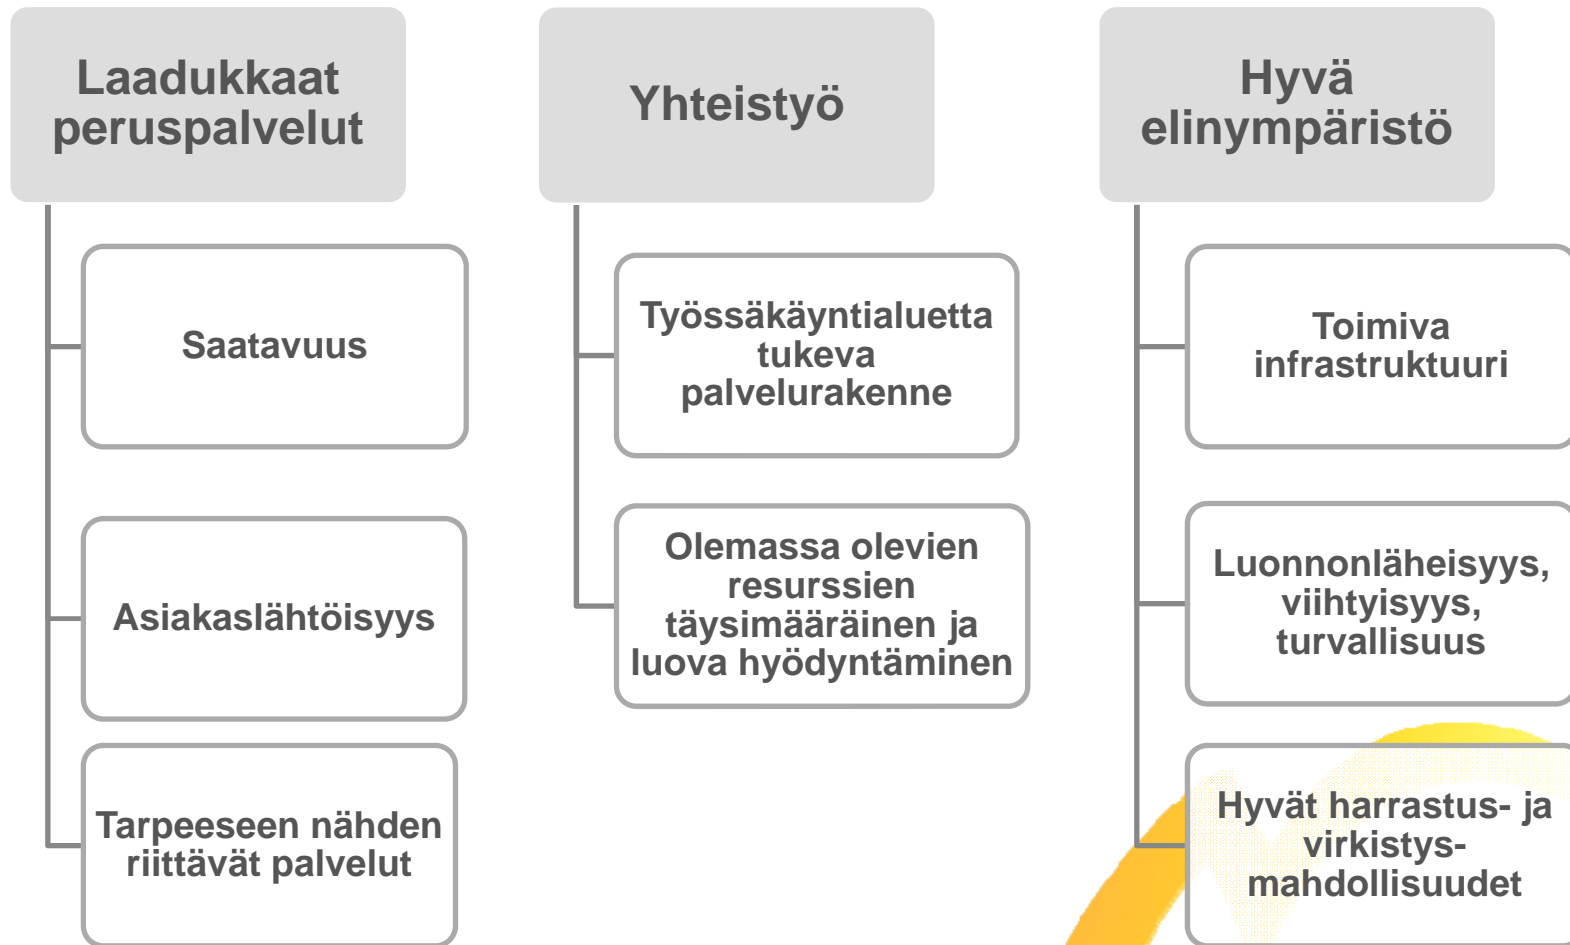 Laadukkaat
peruspalvelut
Saatavuus
Asiakaslähtöisyys
Tarpeeseen nähden
riittävät palvelut
Yhteistyö
Työssäkäyntialuetta
tukeva
palvelurakenne
Olemassa olevien
resurssien
täysimääräinen ja
luova hyödyntäminen
Hyvä
elinympäristö
Toimiva
infrastruktuuri
Luonnonläheisyys,
viihtyisyys,
turvallisuus
Hyvät harrastus- ja
virkistys-
mahdollisuudet